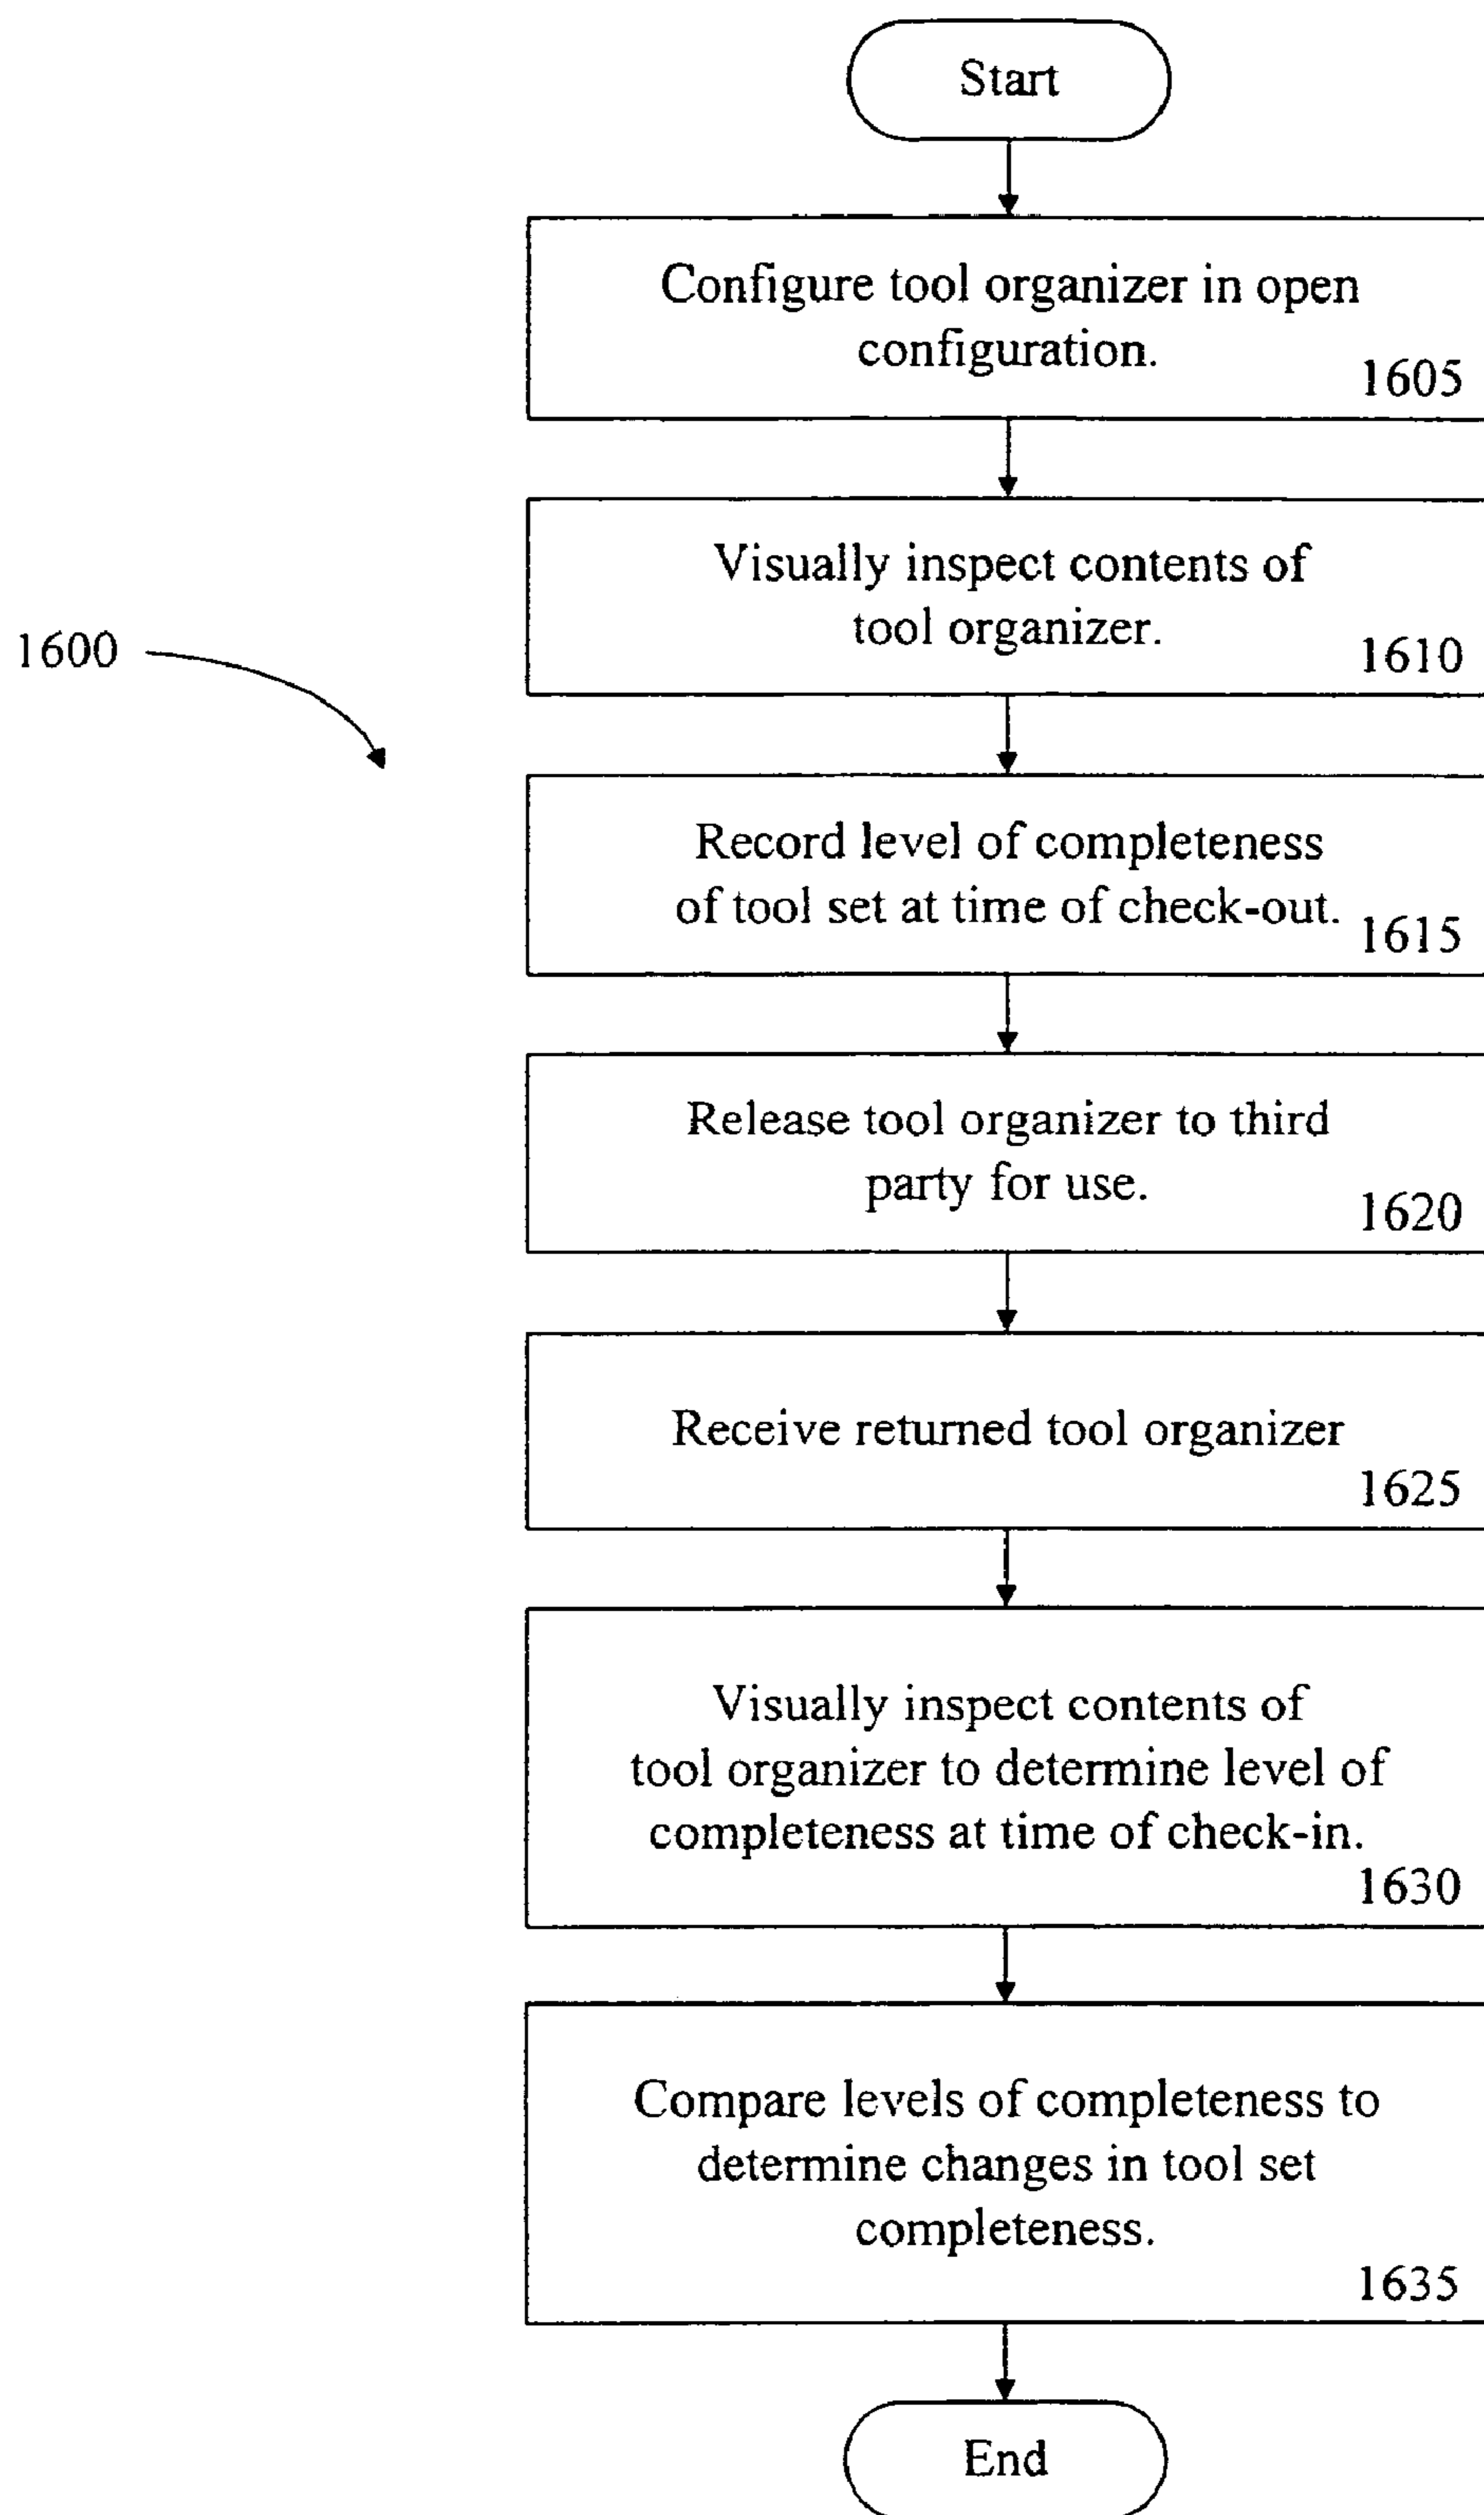 Start
Configure tool organizer in open
configuration.
1605
Visually inspect contents of
tool organizer.
1610
1600
Record level of completeness
of tool set at time of check-out.
1615
Release tool organizer to third
party for use.
1620
Receive returned tool organizer
1625
Visually inspect contents of
tool organizer to determine level of
completeness at time of check-in.
1630
Compare levels of completeness to
determine changes in tool set
completeness.
1635
End